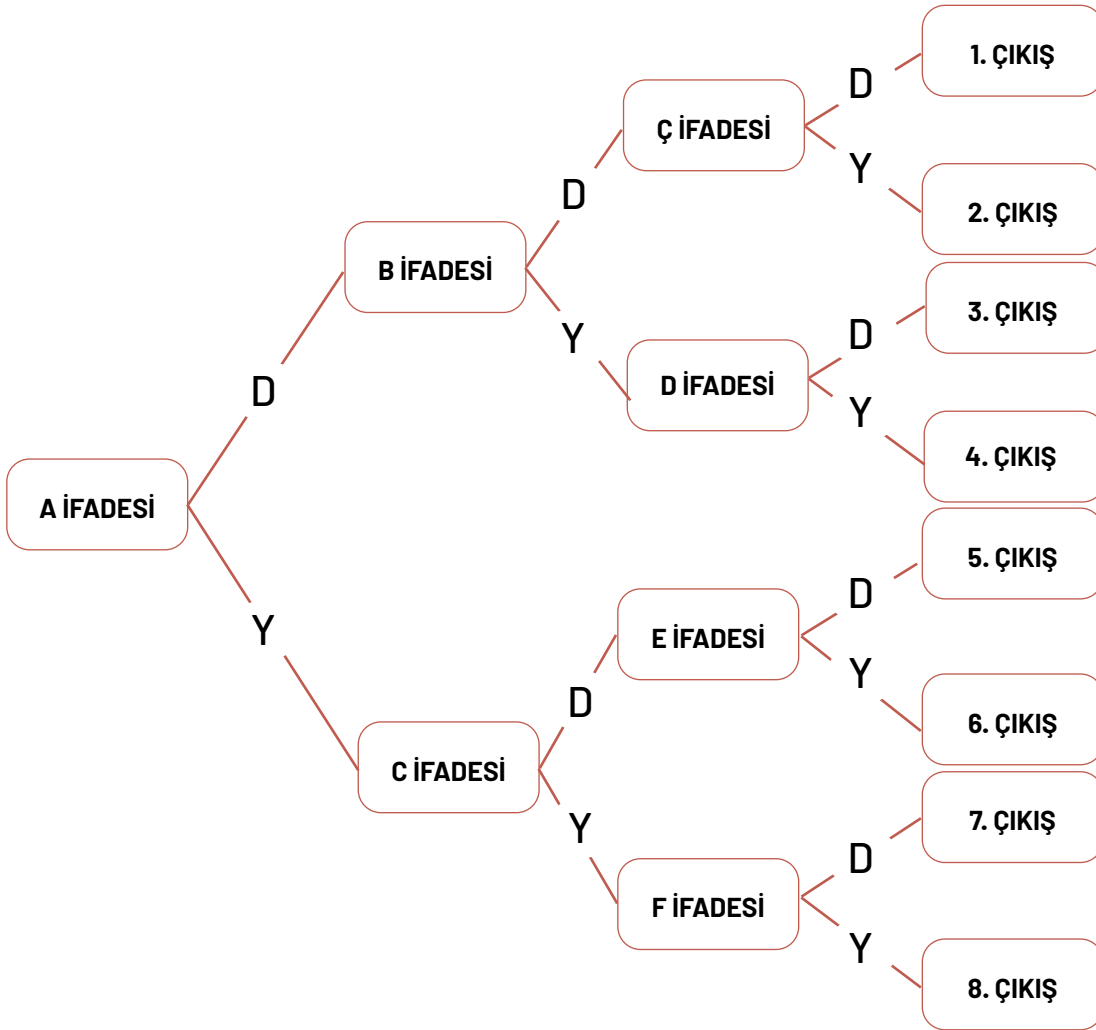 1. ÇIKIŞ
D
Ç İFADESİ
Y
2. ÇIKIŞ
D
B İFADESİ
3. ÇIKIŞ
D
Y
D İFADESİ
Y
D
4. ÇIKIŞ
A İFADESİ
5. ÇIKIŞ
D
Y
E İFADESİ
Y
D
6. ÇIKIŞ
C İFADESİ
7. ÇIKIŞ
Y
D
F İFADESİ
Y
8. ÇIKIŞ